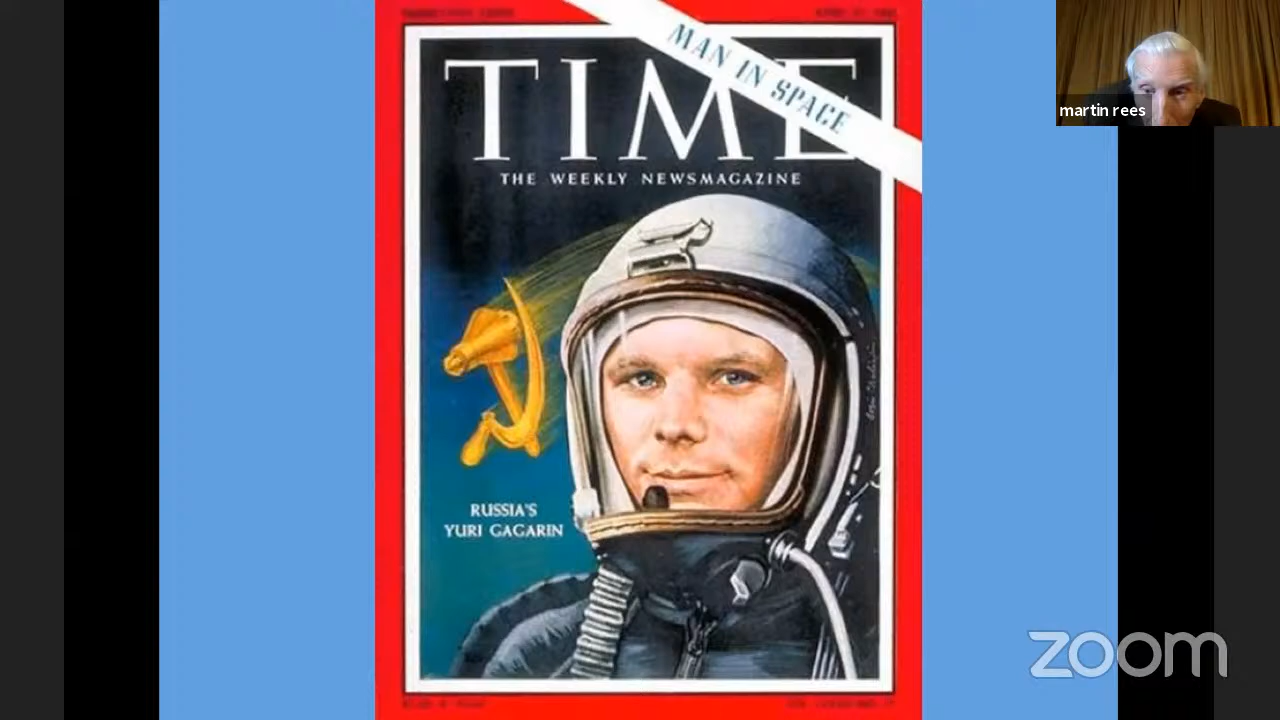 MAN IN SPACE
TIME
THE WEEKLY NEWSMAGAZINE
RUSSIA'S
YURI GAGARIN
martin rees
zoom